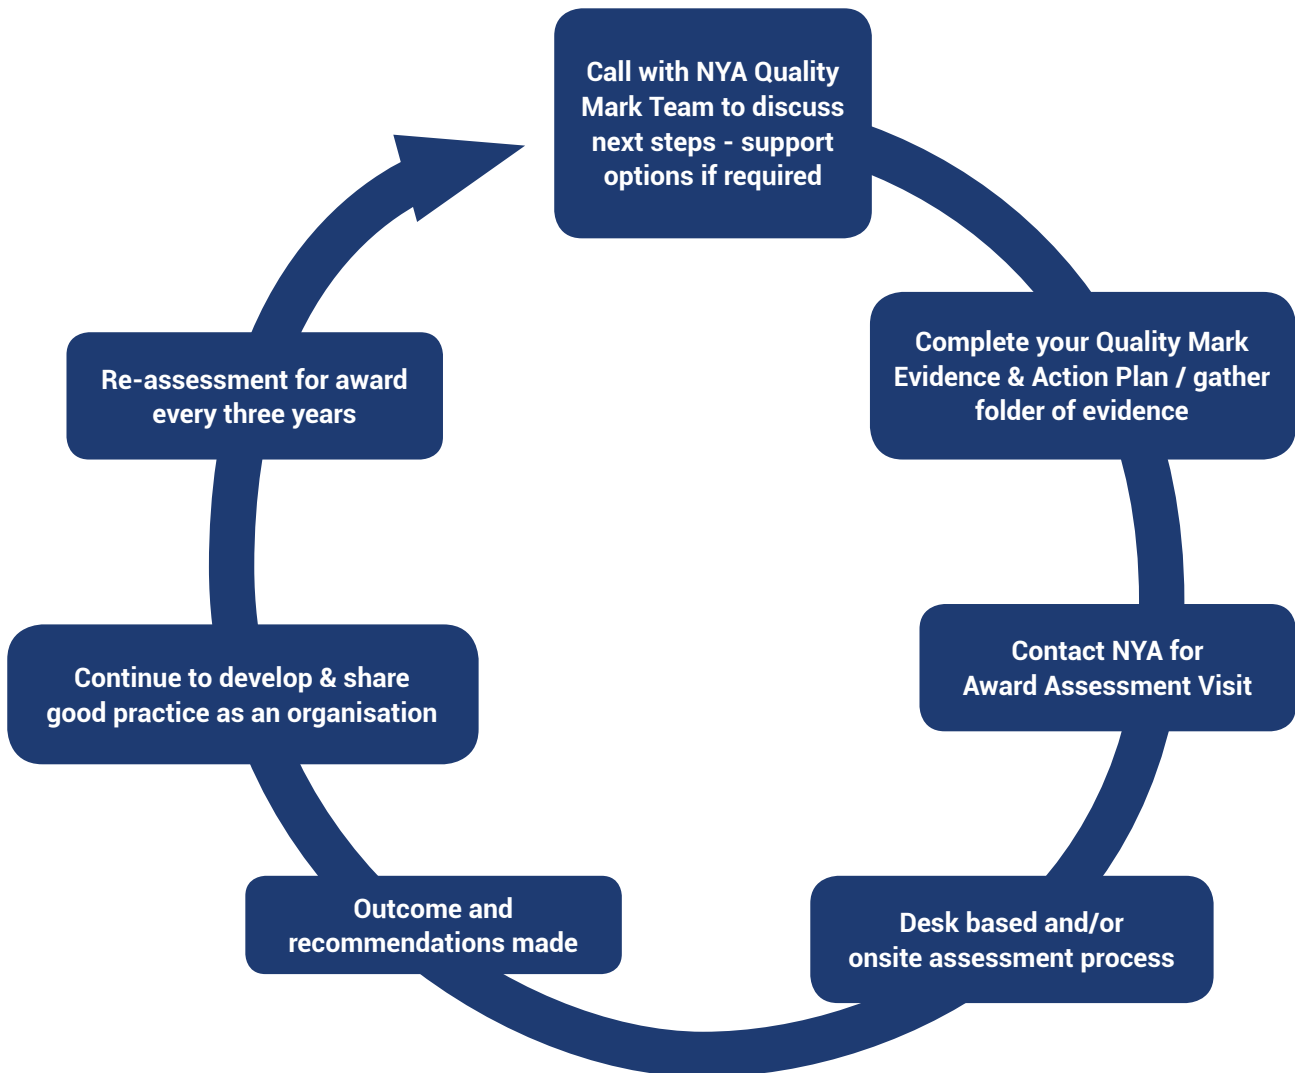 Call with NYA Quality
Mark Team to discuss
next steps - support
options if required
Complete your Quality Mark
Evidence & Action Plan / gather
folder of evidence
Contact NYA for
Award Assessment Visit
Desk based and/or
onsite assessment process
Outcome and
recommendations made
Continue to develop & share
good practice as an organisation
Re-assessment for award
every three years